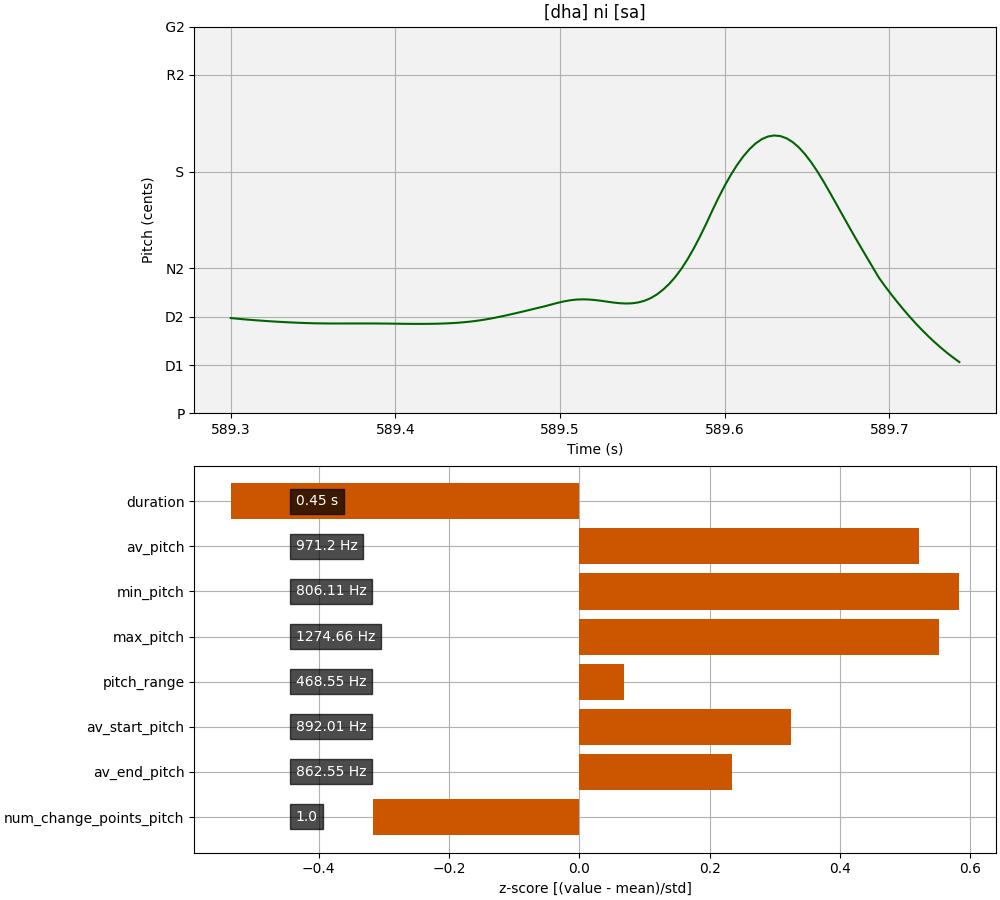 [dha] ni [sa]
G2
R2
S
N2
D2
D1
P
Pitch (cents)
589.3 589.4 589.5 589.6 589.7
Time (s)
duration 0.45 s
av_pitch 971.2 Hz
min_pitch 806.11 Hz
max_pitch 1274.66 Hz
pitch_range 468.55 Hz
av_start_pitch 892.01 Hz
av_end_pitch 862.55 Hz
num_change_points_pitch 1.0
−0.4 −0.2 0.0 0.2 0.4 0.6
z-score [(value - mean)/std]